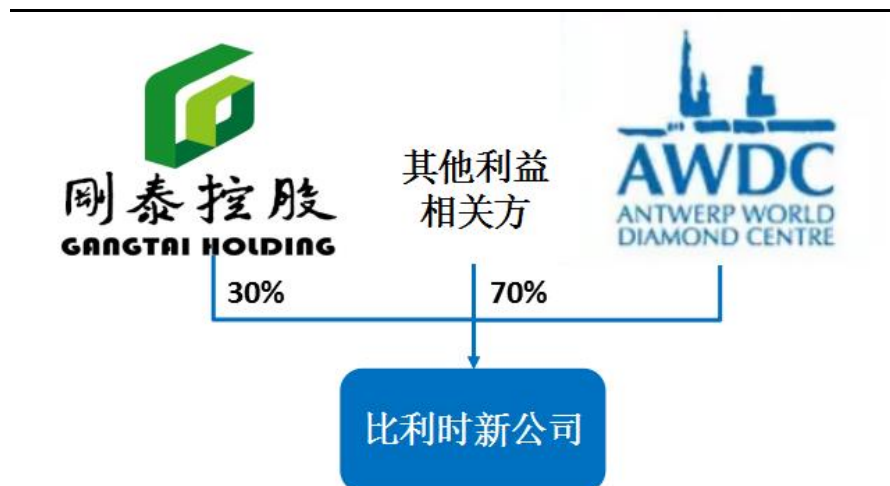 剛泰控股
GANGTAI HOLDING
其他利益
相关方
AWDC
ANTWERP WORLD
DIAMOND CENTRE
30%
70%
比利时新公司